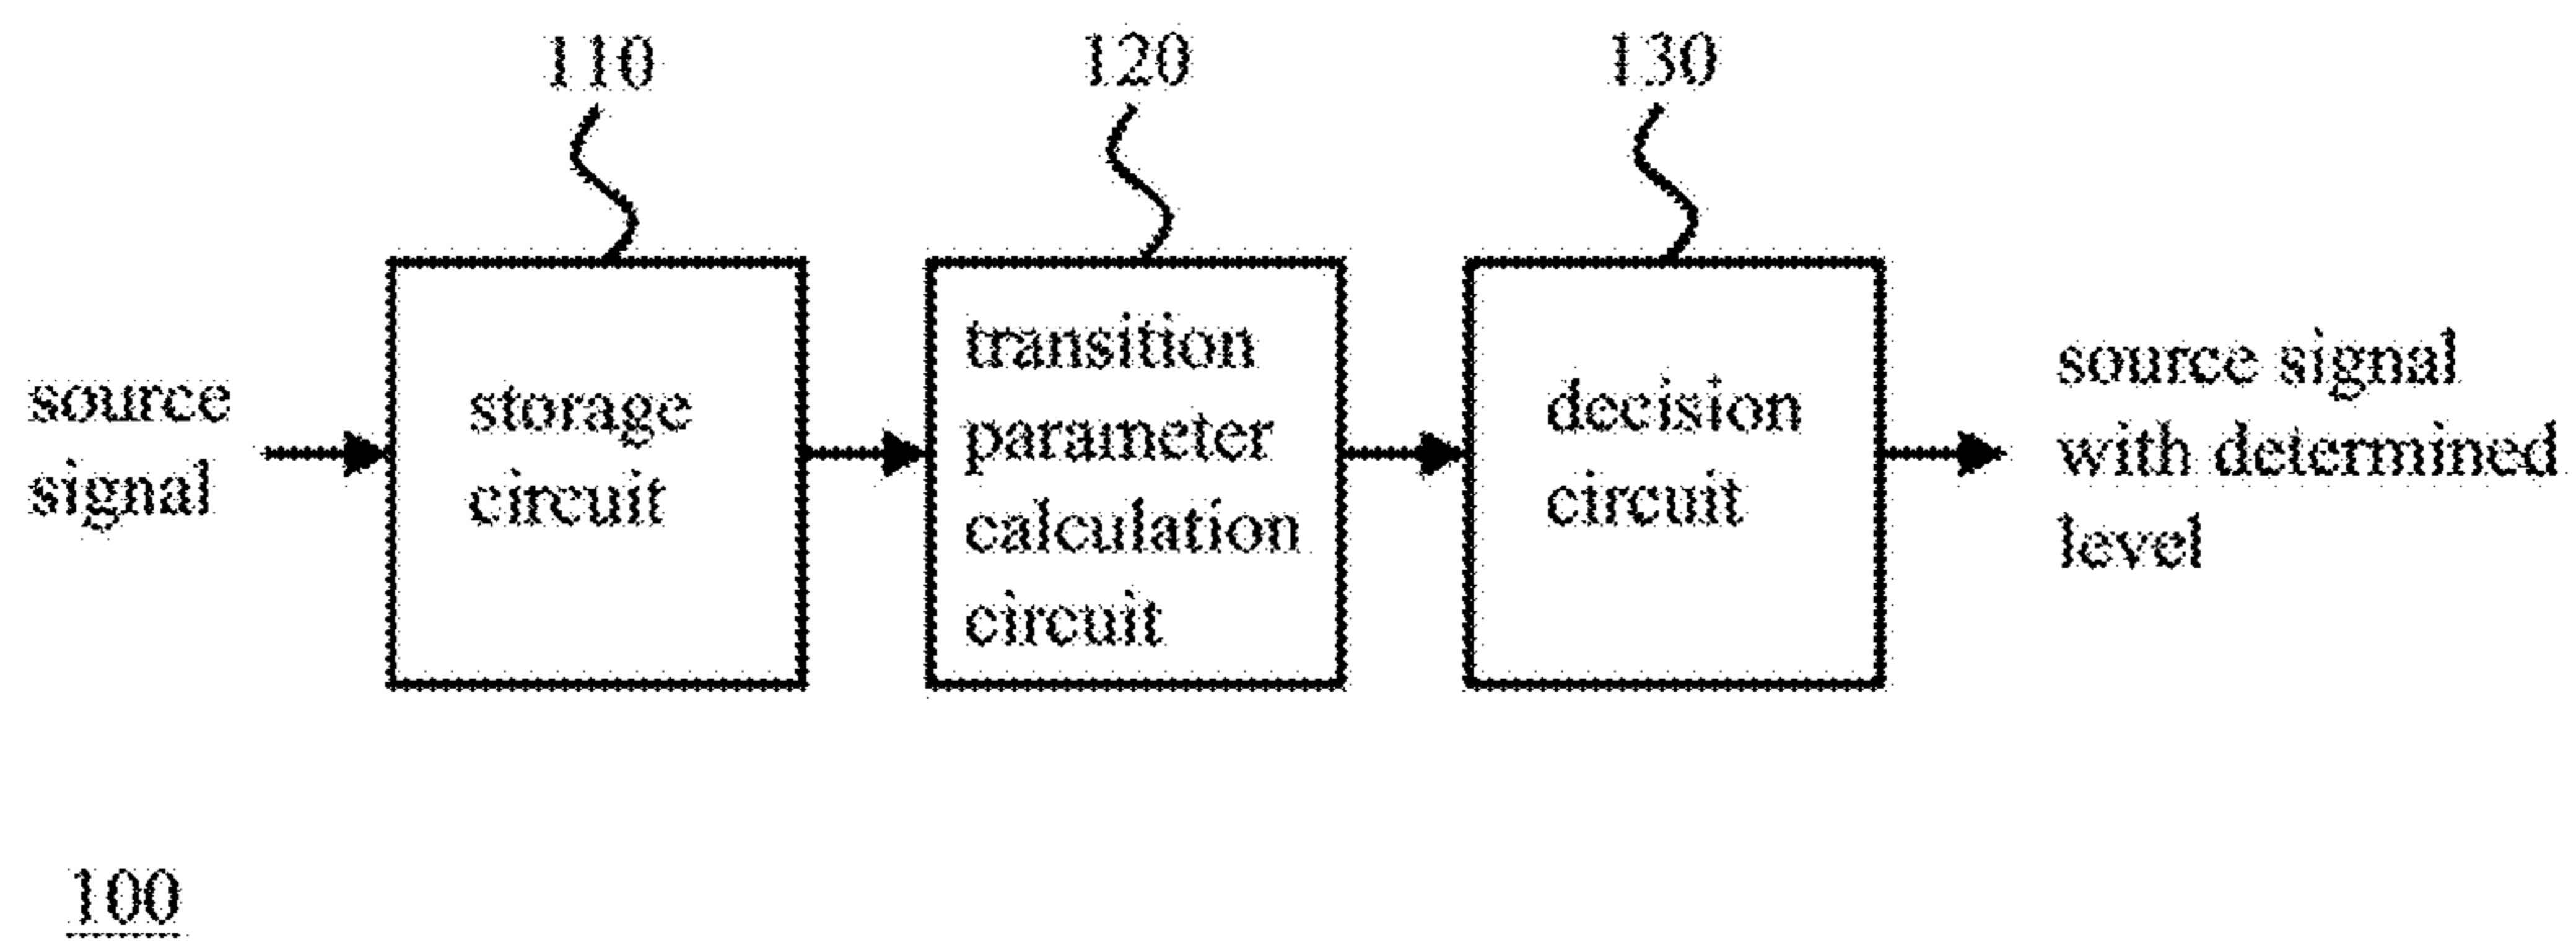 110
120
130
source
signal
storage
circuit
transition
parameter
calculation
circuit
decision
circuit
source signal
with determined
level
100